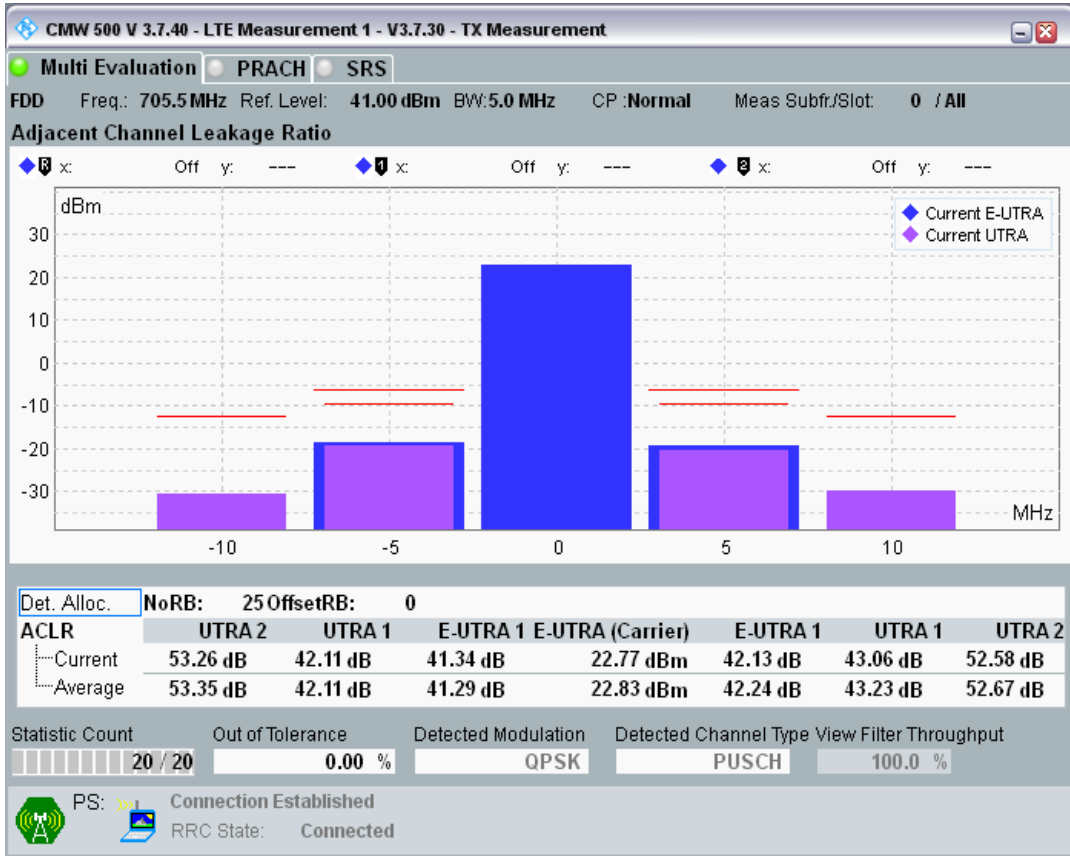 CMW 500 V 3.7.40 - LTE Measurement 1 - V3.7.30 - TX Measurement
Multi Evaluation PRACH SRS
FDD Freq.: 705.5 MHz Ref. Level: 41.00 dBm BW: 5.0 MHz CP :Normal Meas Subfr./Slot: 0 / All
Adjacent Channel Leakage Ratio
R x: Off y: --- 1 x: Off y: --- 2 x: Off y: ---
dBm
Current E-UTRA
Current UTRA
30
20
10
0
-10
-20
-30
MHz
-10 -5 0 5 10
Det. Alloc. NoRB: 25 OffsetRB: 0
ACLR UTRA 2 UTRA 1 E-UTRA 1 E-UTRA (Carrier) E-UTRA 1 UTRA 1 UTRA 2
Current 53.26 dB 42.11 dB 41.34 dB 22.77 dBm 42.13 dB 43.06 dB 52.58 dB
Average 53.35 dB 42.11 dB 41.29 dB 22.83 dBm 42.24 dB 43.23 dB 52.67 dB
Statistic Count Out of Tolerance Detected Modulation Detected Channel Type View Filter Throughput
20 / 20 0.00 % QPSK PUSCH 100.0 %
PS: Connection Established
RRC State: Connected